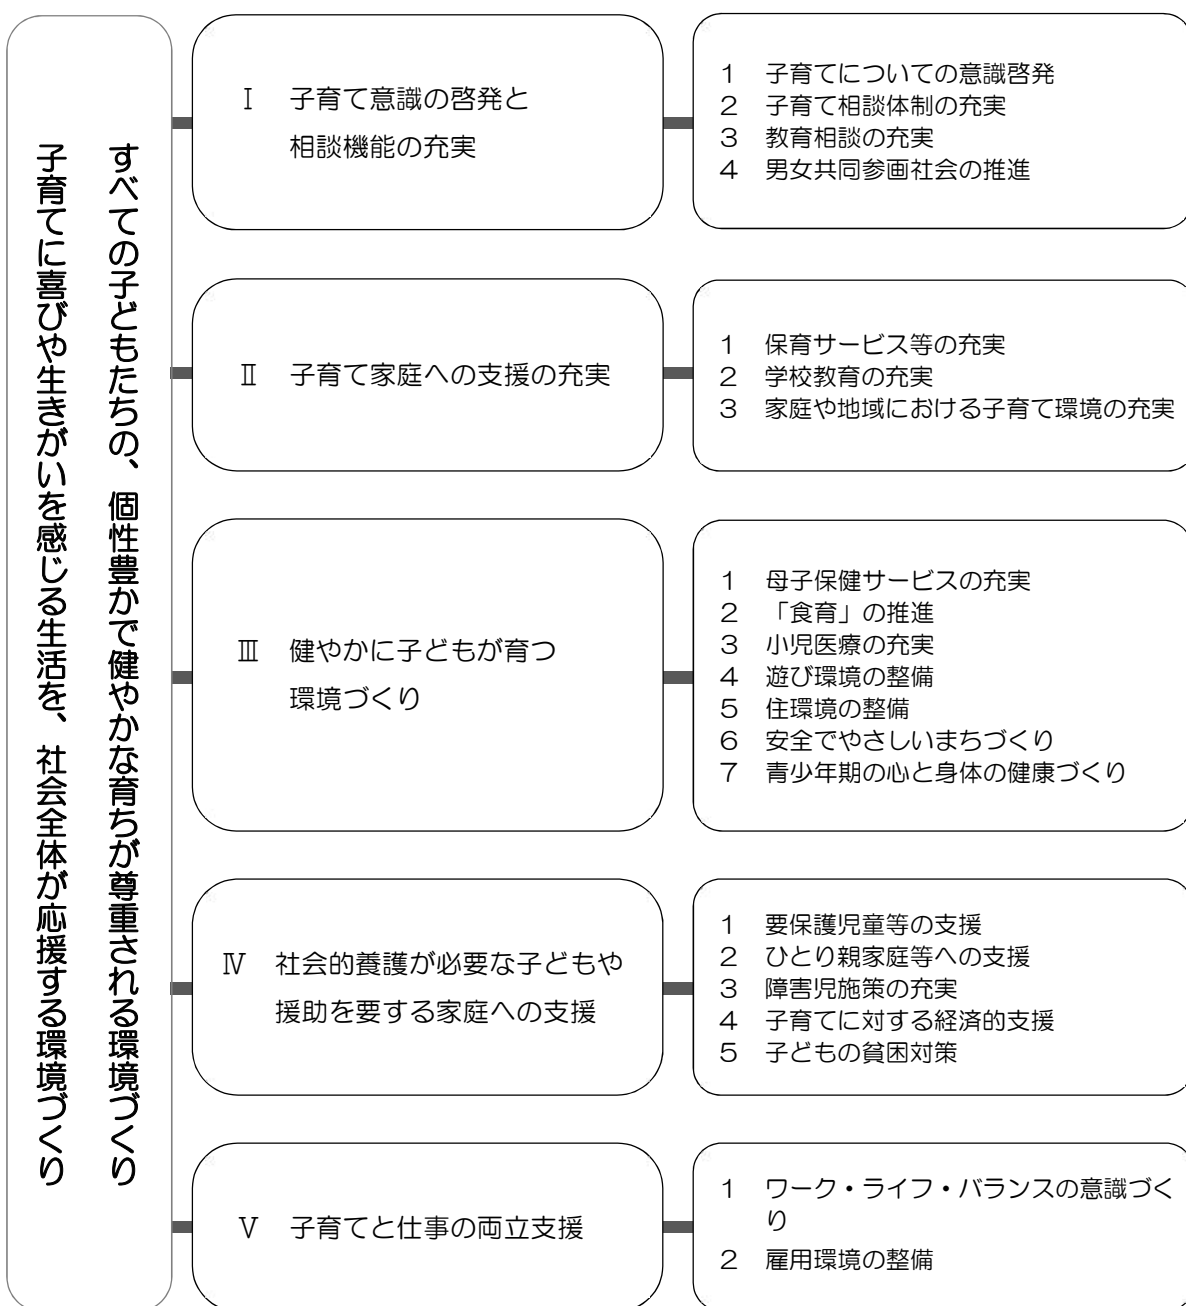 すべての子どもたちの、個性豊かで健やかな育ちが尊重される環境づくり
子育てに喜びや生きがいを感じる生活を、社会全体が応援する環境づくり
Ⅰ 子育て意識の啓発と
相談機能の充実
1 子育てについての意識啓発
2 子育て相談体制の充実
3 教育相談の充実
4 男女共同参画社会の推進
Ⅱ 子育て家庭への支援の充実
1 保育サービス等の充実
2 学校教育の充実
3 家庭や地域における子育て環境の充実
Ⅲ 健やかに子どもが育つ
環境づくり
1 母子保健サービスの充実
2 「食育」の推進
3 小児医療の充実
4 遊び環境の整備
5 住環境の整備
6 安全でやさしいまちづくり
7 青少年期の心と身体の健康づくり
Ⅳ 社会的養護が必要な子どもや
援助を要する家庭への支援
1 要保護児童等の支援
2 ひとり親家庭等への支援
3 障害児施策の充実
4 子育てに対する経済的支援
5 子どもの貧困対策
Ⅴ 子育てと仕事の両立支援
1 ワーク・ライフ・バランスの意識づく
り
2 雇用環境の整備